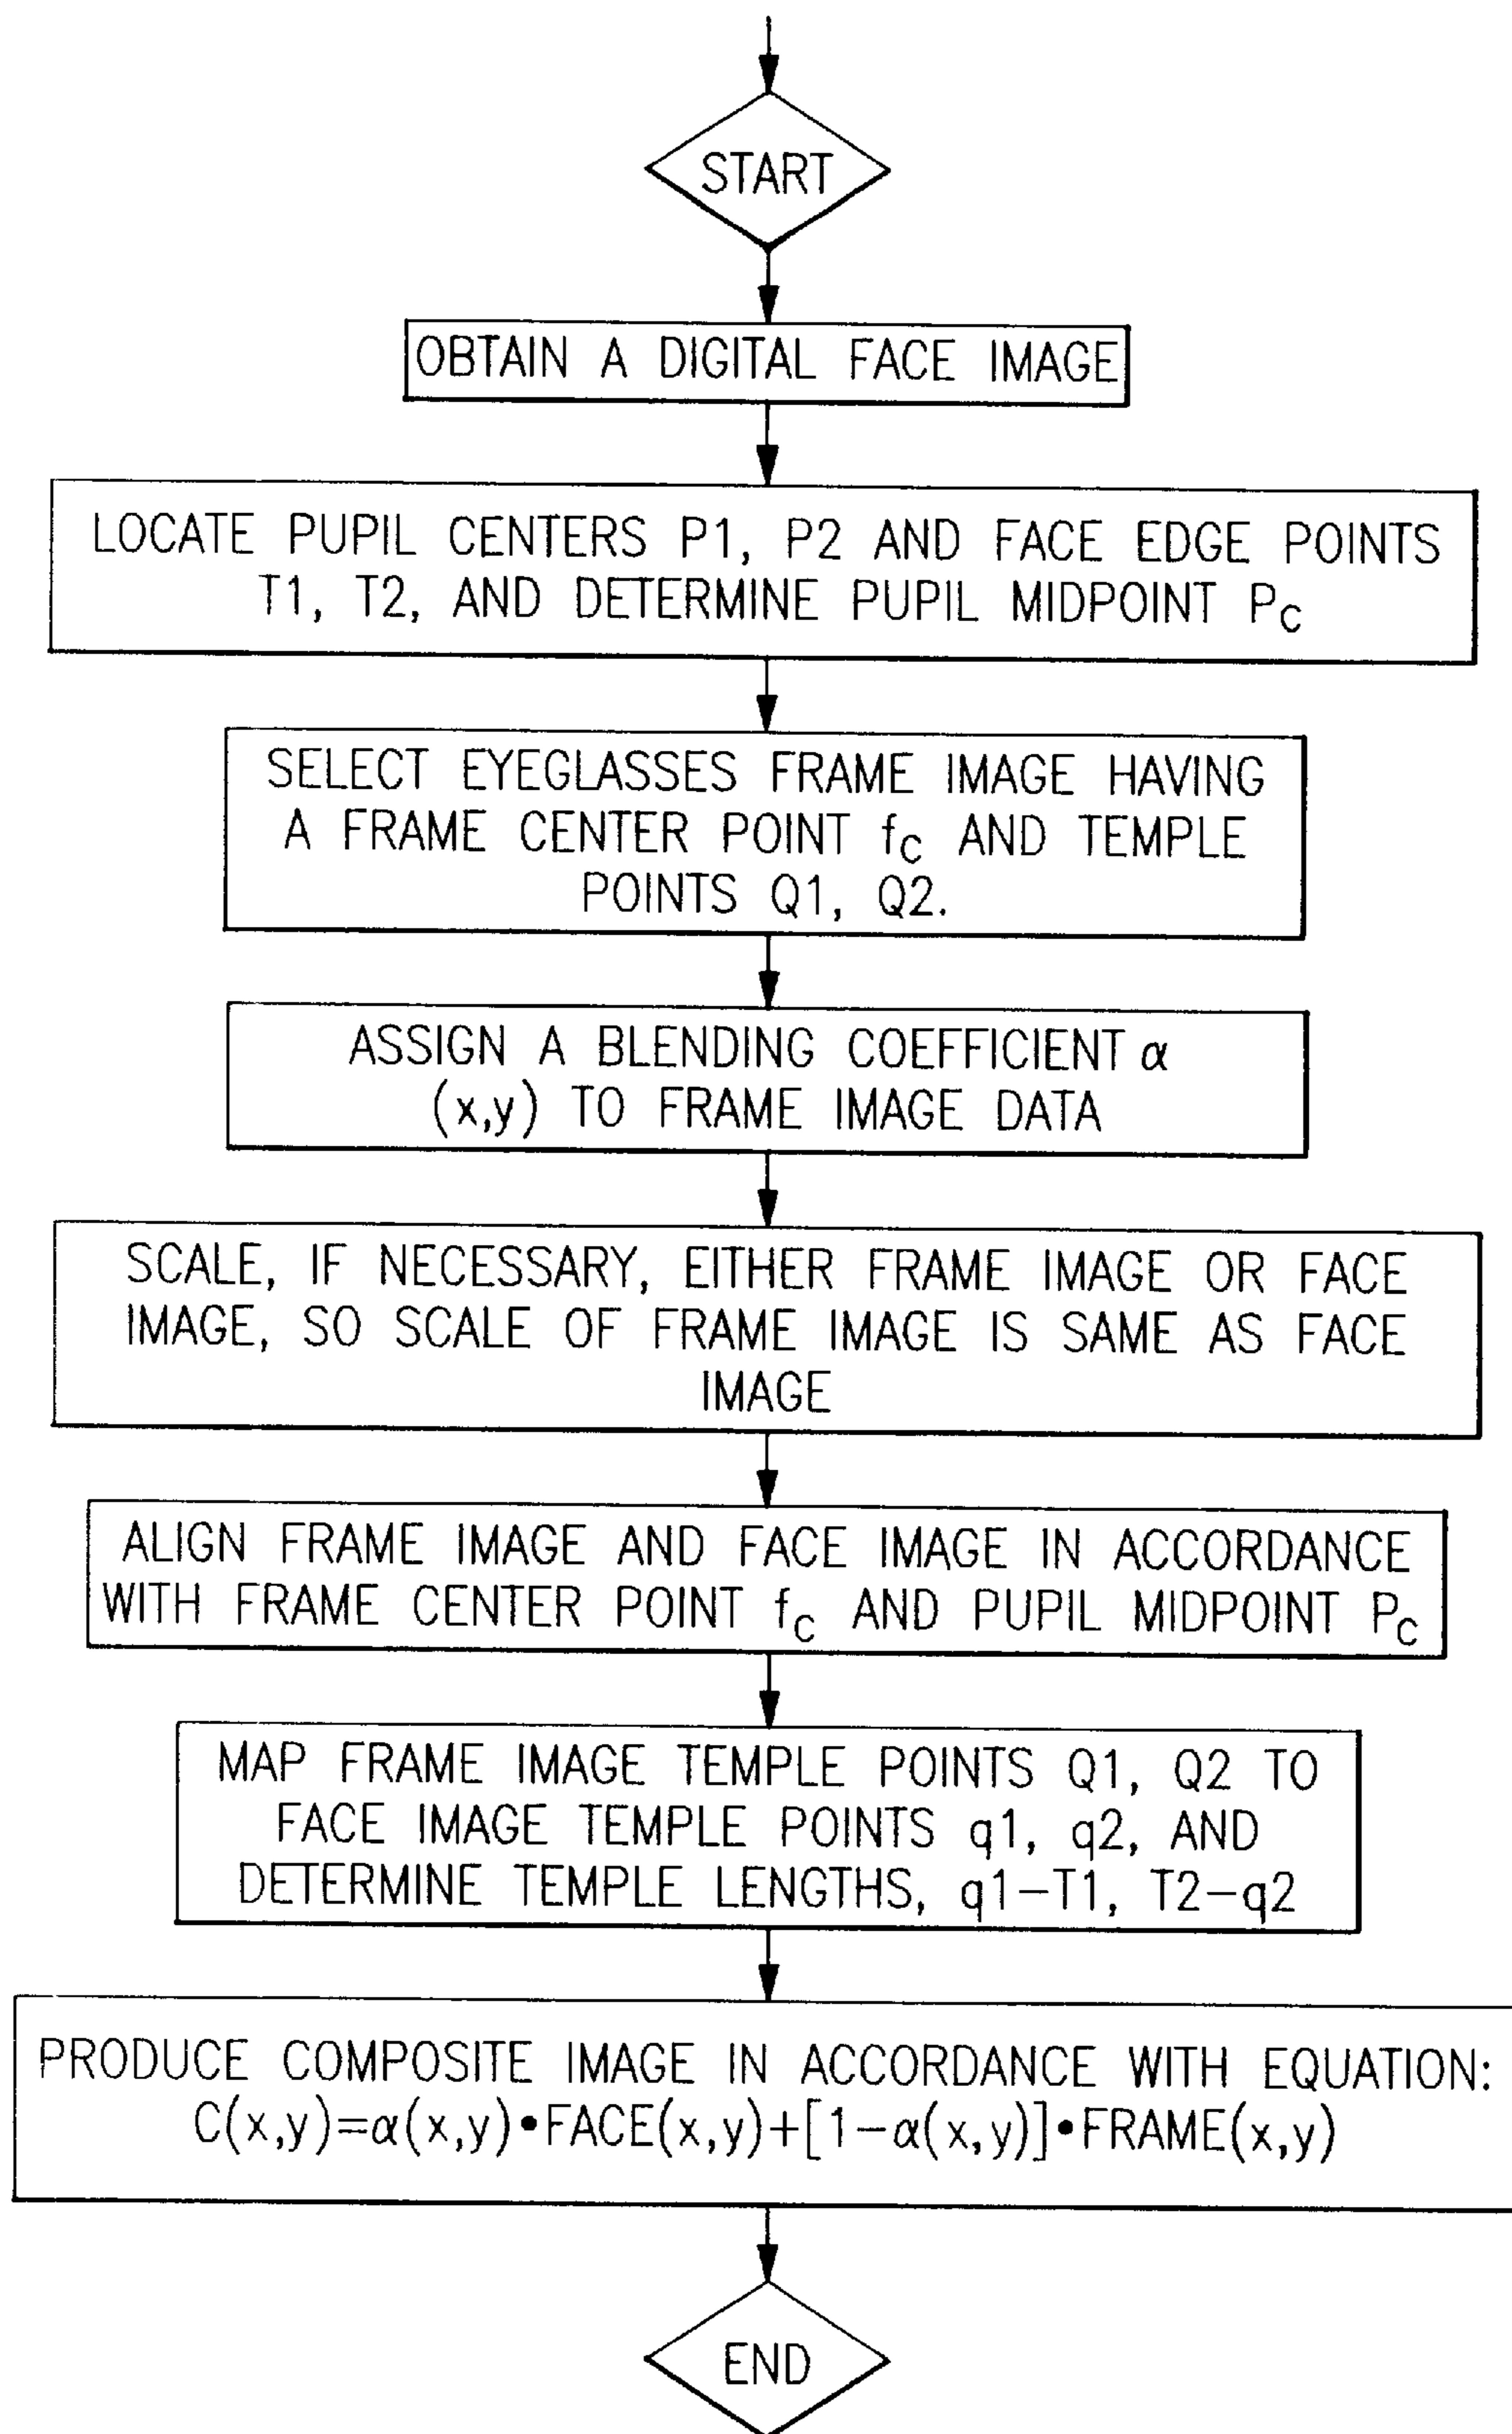 START
OBTAIN A DIGITAL FACE IMAGE
LOCATE PUPIL CENTERS P1, P2 AND FACE EDGE POINTS
T1, T2, AND DETERMINE PUPIL MIDPOINT Pc
SELECT EYEGLASSES FRAME IMAGE HAVING
A FRAME CENTER POINT fc AND TEMPLE
POINTS Q1, Q2.
ASSIGN A BLENDING COEFFICIENT α
(x,y) TO FRAME IMAGE DATA
SCALE, IF NECESSARY, EITHER FRAME IMAGE OR FACE
IMAGE, SO SCALE OF FRAME IMAGE IS SAME AS FACE
IMAGE
ALIGN FRAME IMAGE AND FACE IMAGE IN ACCORDANCE
WITH FRAME CENTER POINT fc AND PUPIL MIDPOINT Pc
MAP FRAME IMAGE TEMPLE POINTS Q1, Q2 TO
FACE IMAGE TEMPLE POINTS q1, q2, AND
DETERMINE TEMPLE LENGTHS, q1-T1, T2-q2
PRODUCE COMPOSITE IMAGE IN ACCORDANCE WITH EQUATION:
C(x,y)=α(x,y)•FACE(x,y)+[1-α(x,y)]•FRAME(x,y)
END